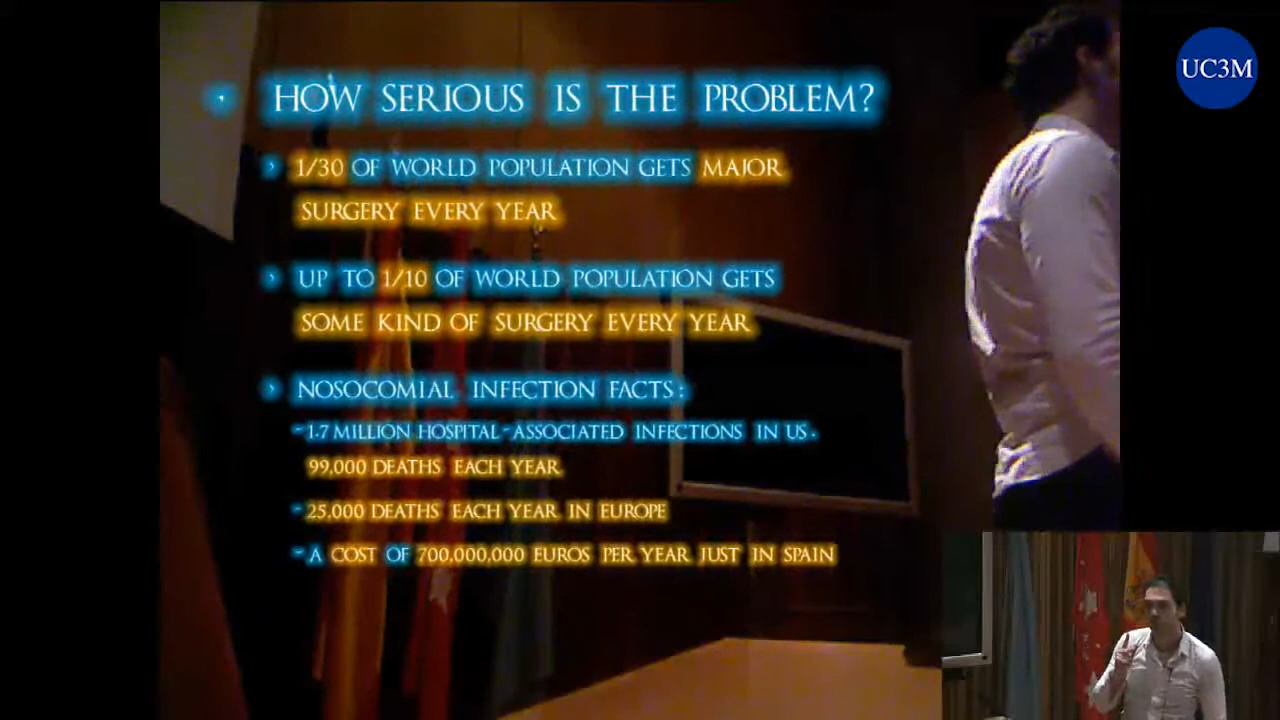 HOW SERIOUS IS THE PROBLEM?
1/30 OF WORLD POPULATION GETS MAJOR
SURGERY EVERY YEAR
UP TO 1/10 OF WORLD POPULATION GETS
SOME KIND OF SURGERY EVERY YEAR
NOSOCOMIAL INFECTION FACTS:
-1.7 MILLION HOSPITAL-ASSOCIATED INFECTIONS IN US.
99,000 DEATHS EACH YEAR
-25,000 DEATHS EACH YEAR IN EUROPE
-A COST OF 700,000,000 EUROS PER YEAR JUST IN SPAIN
UC3M